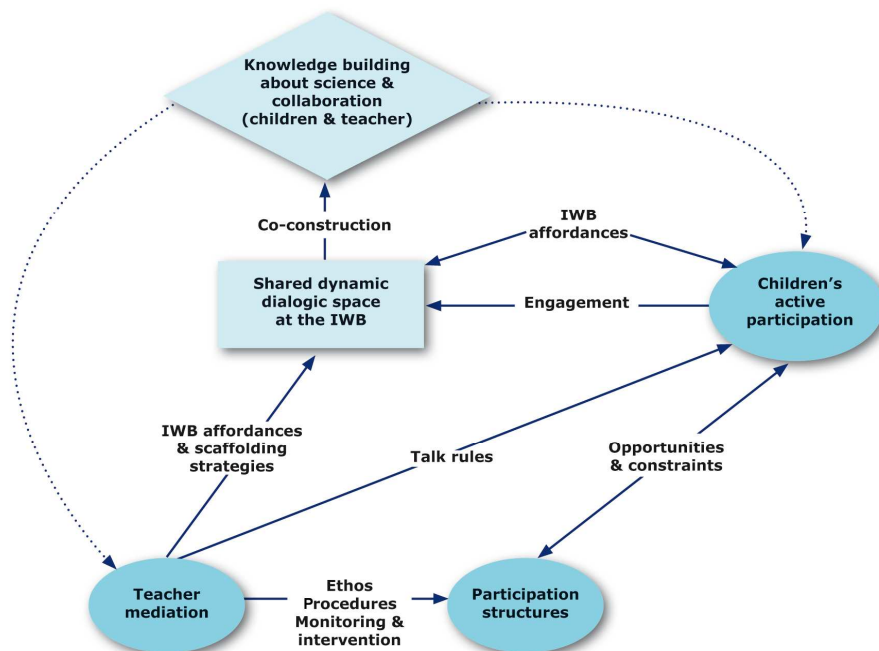 Knowledge building
about science &
collaboration
(children & teacher)
Co-construction
IWB
affordances
Shared dynamic
dialogic space
at the IWB
Engagement
Children's
active
participation
IWB affordances
& scaffolding
strategies
Talk rules
Opportunities
& constraints
Teacher
mediation
Ethos
Procedures
Monitoring &
intervention
Participation
structures